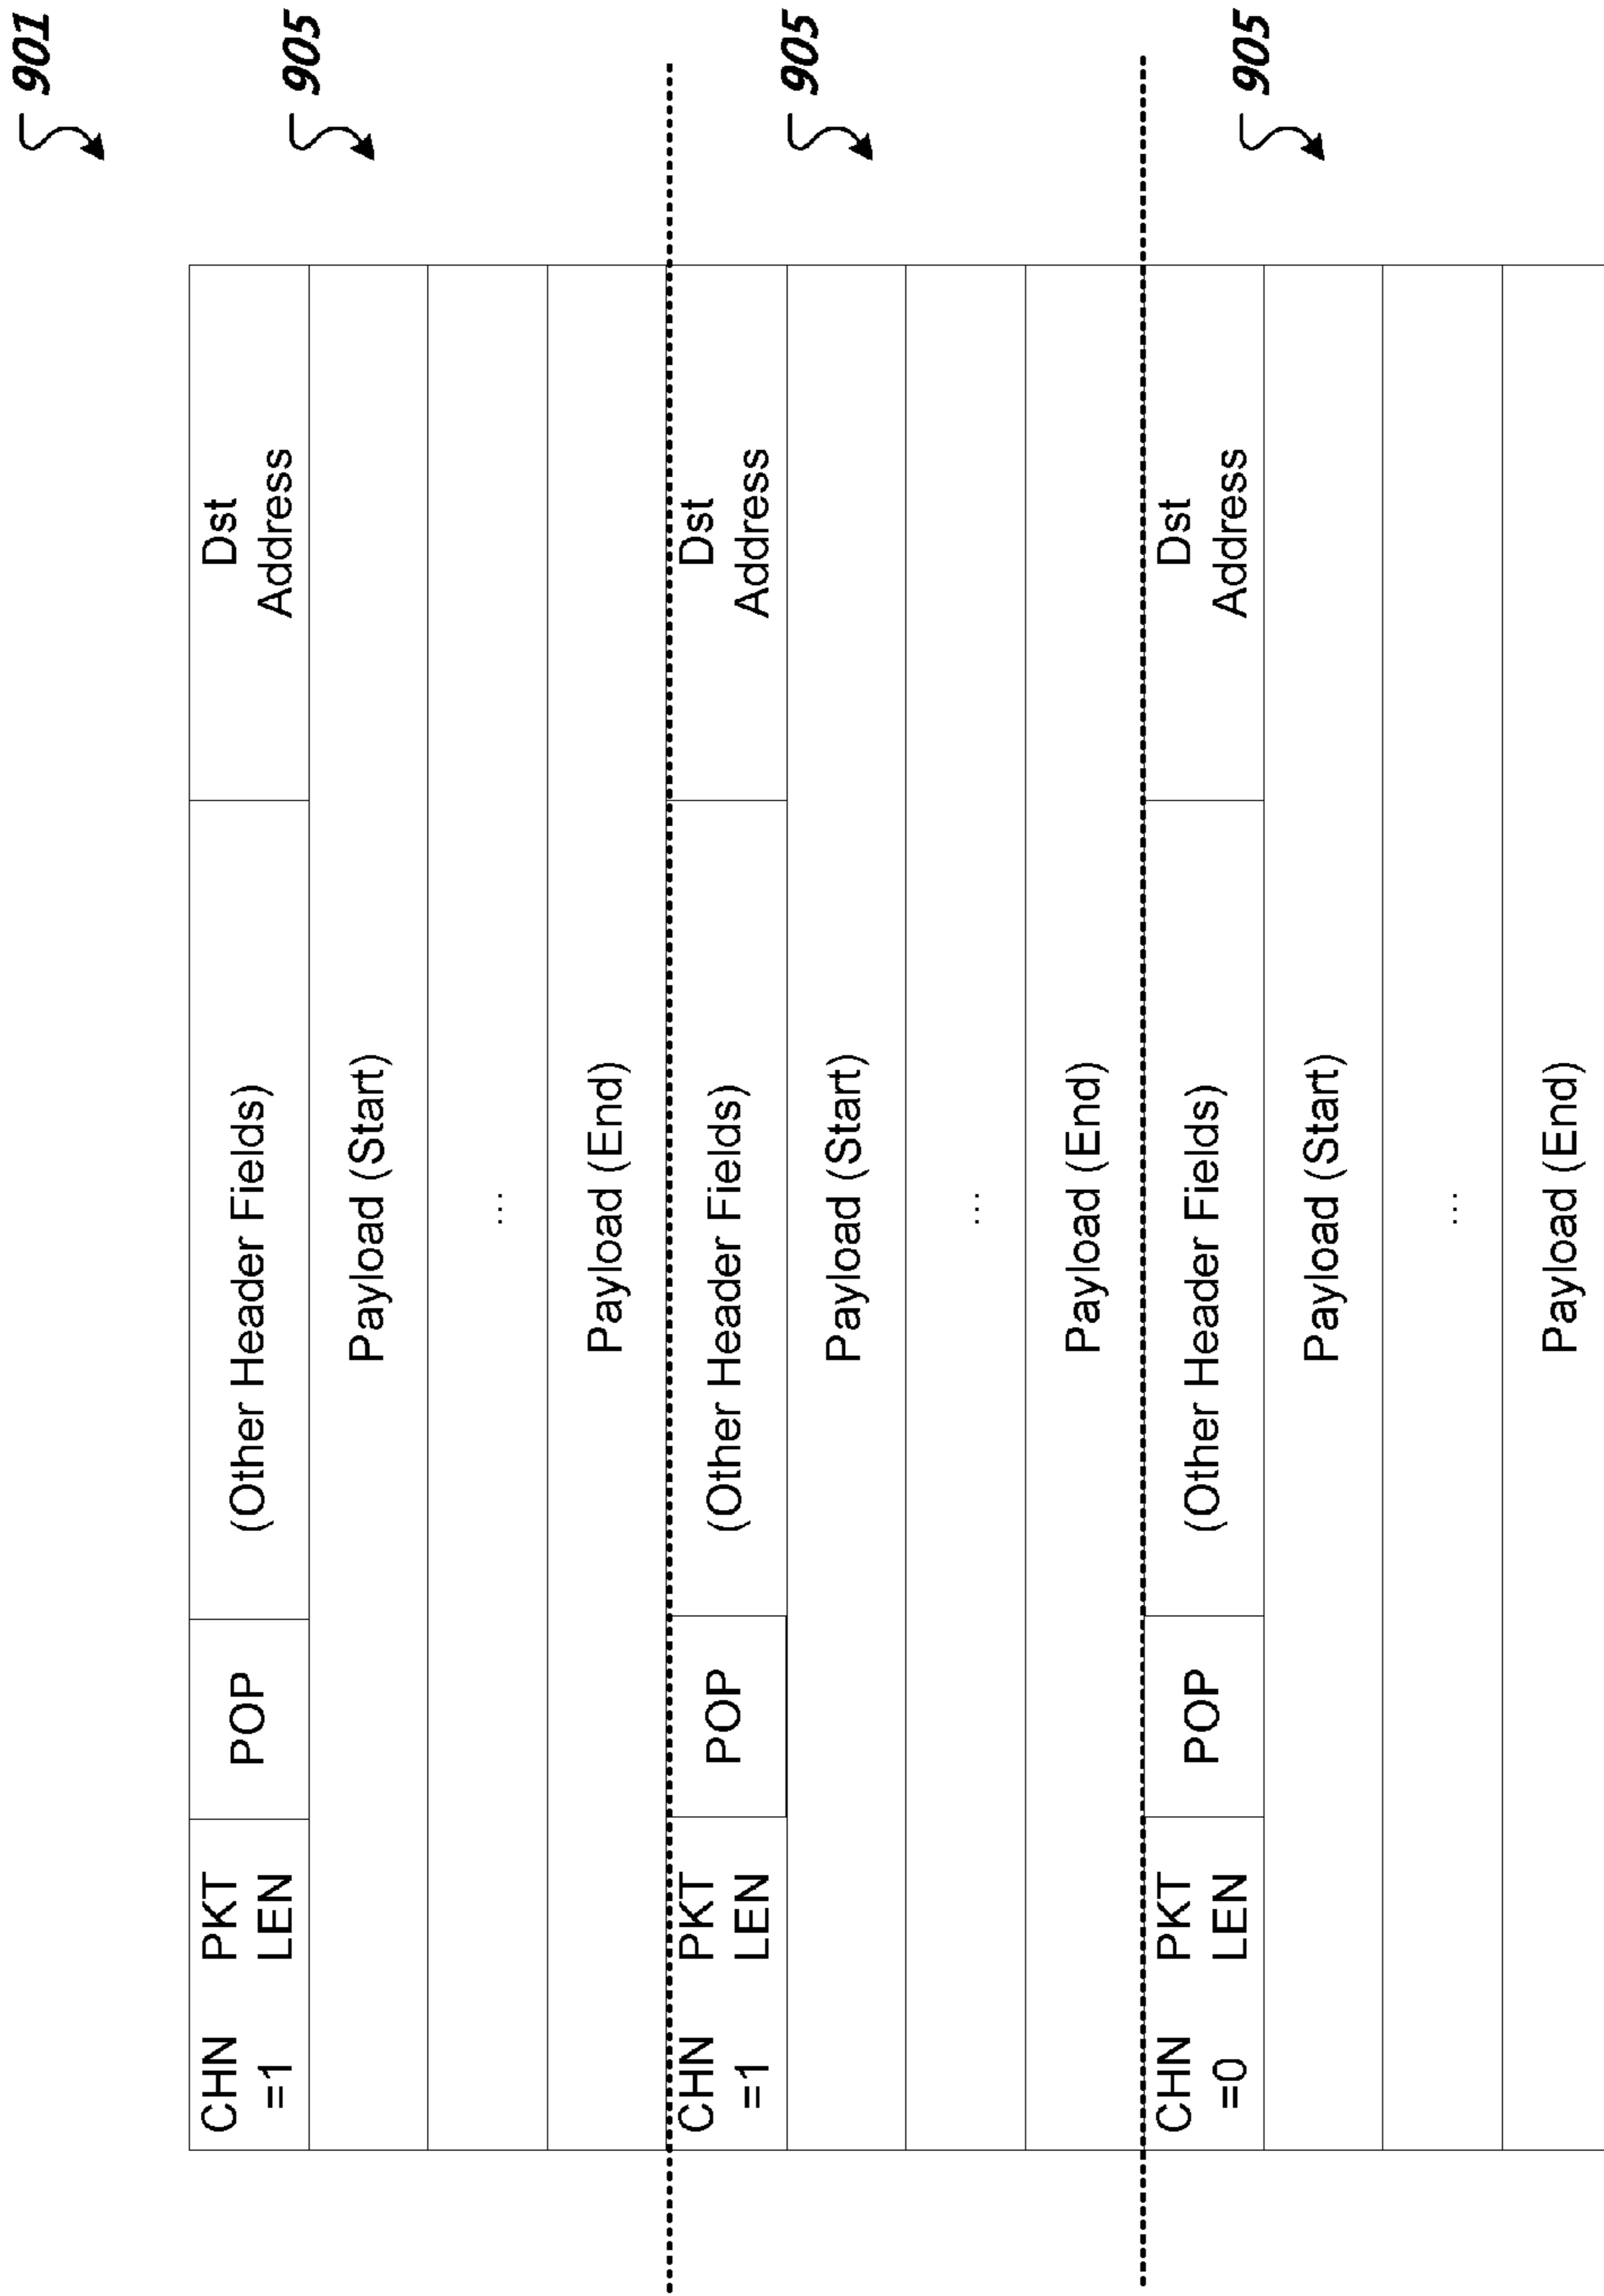 901
905
CHN
=1
PKT
LEN
POP
(Other Header Fields)
Dst
Address
Payload (Start)
...
Payload (End)
905
CHN
=1
PKT
LEN
POP
(Other Header Fields)
Dst
Address
Payload (Start)
...
Payload (End)
905
CHN
=0
PKT
LEN
POP
(Other Header Fields)
Dst
Address
Payload (Start)
...
Payload (End)